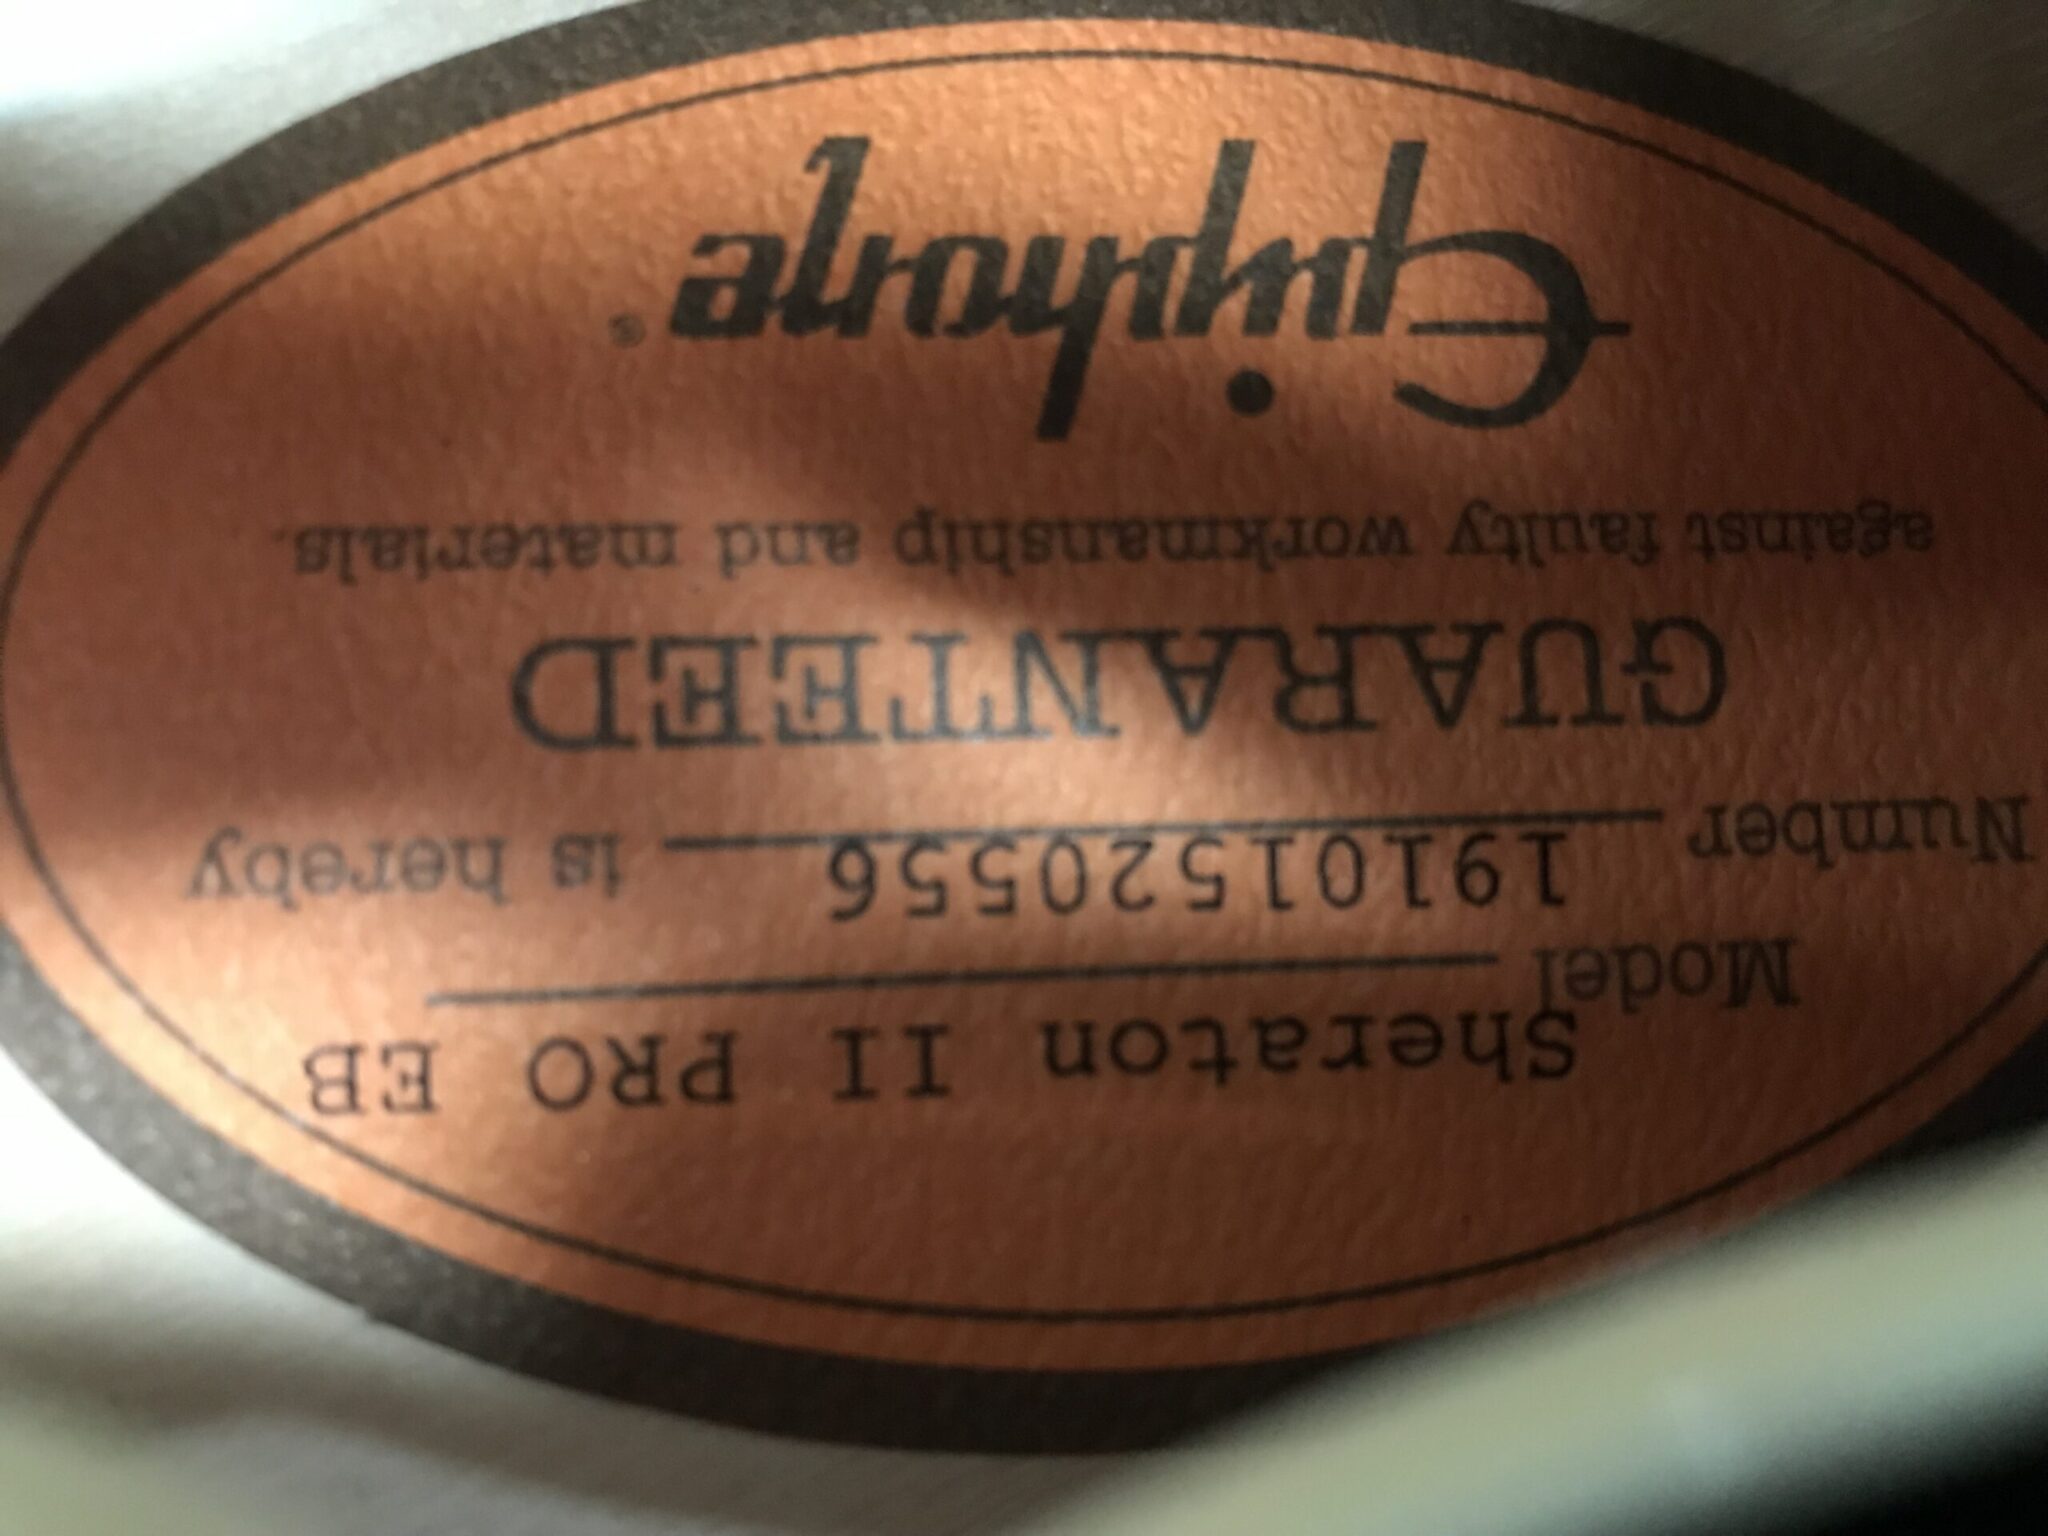 Model Sheraton II PRO EB
Number 19101520556 is hereby
GUARANTEED
against faulty workmanship and materials.
Epiphone®